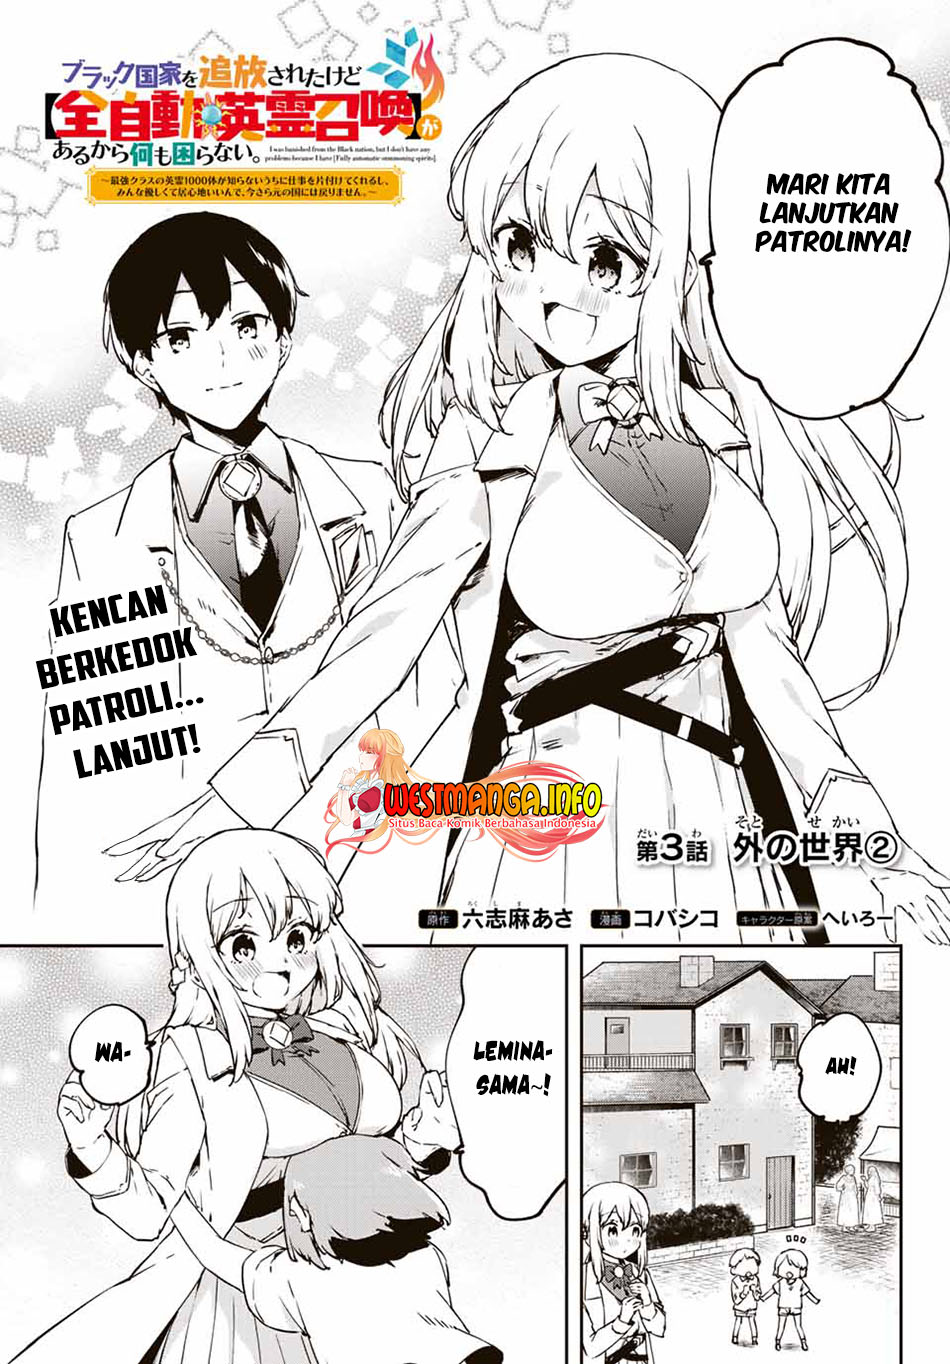 ブラック国家を追放されたけど
【全自動英霊召喚】が
あるから何も困らない。
I was banished from the Black nation, but I don't have any
problems because I have [Fully automatic summoning spirits].
～最強クラスの英霊1000体が知らないうちに仕事を片付けてくれるし、
みんな優しくて居心地いいんで、今さら元の国には戻りません。～
MARI KITA
LANJUTKAN
PATROLINYA!
KENCAN
BERKEDOK
PATROLI...
LANJUT!
WESTMANGA.INFO
Situs Baca Komik Berbahasa Indonesia
第3話 外の世界②
原作 六志麻あさ 漫画 コバシコ キャラクター原案 へいろー
AH!
LEMINA-
SAMA~!
WA-